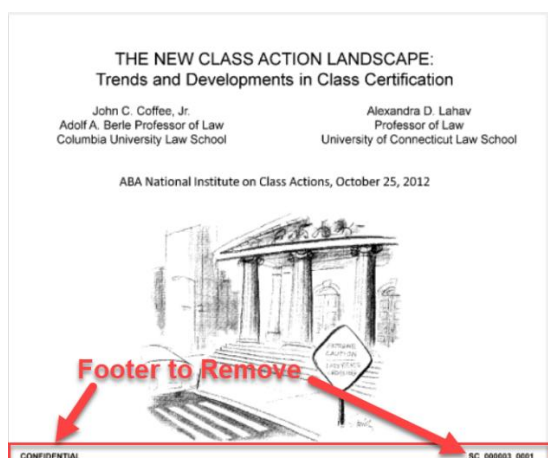 THE NEW CLASS ACTION LANDSCAPE:
Trends and Developments in Class Certification
John C. Coffee, Jr.
Adolf A. Berle Professor of Law
Columbia University Law School
Alexandra D. Lahav
Professor of Law
University of Connecticut Law School
ABA National Institute on Class Actions, October 25, 2012
EXTREME
CAUTION
Footer to Remove
CONFIDENTIAL
SC_000003_0001